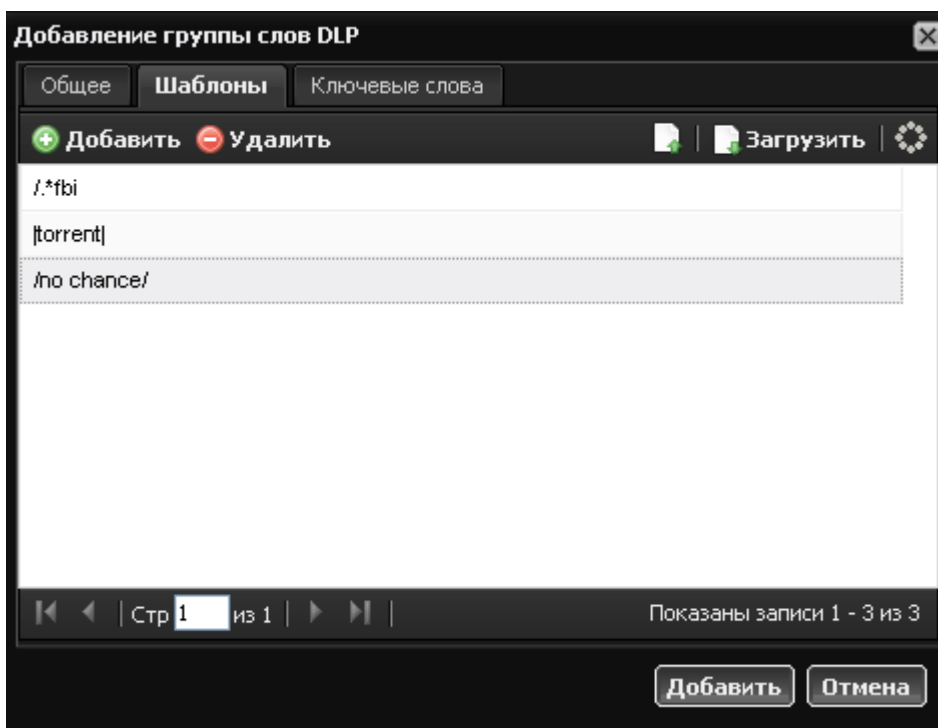 Добавление группы слов DLP
Общее Шаблоны Ключевые слова
Добавить Удалить Загрузить
/.*fbi
|torrent|
/no chance/
Стр 1 из 1 Показаны записи 1 - 3 из 3
Добавить Отмена